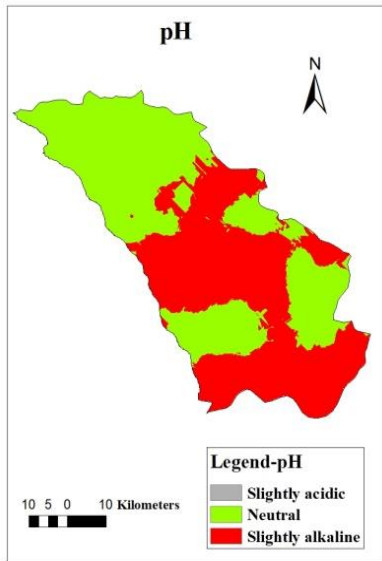 pH
N
Legend-pH
Slightly acidic
Neutral
Slightly alkaline
10 5 0 10 Kilometers